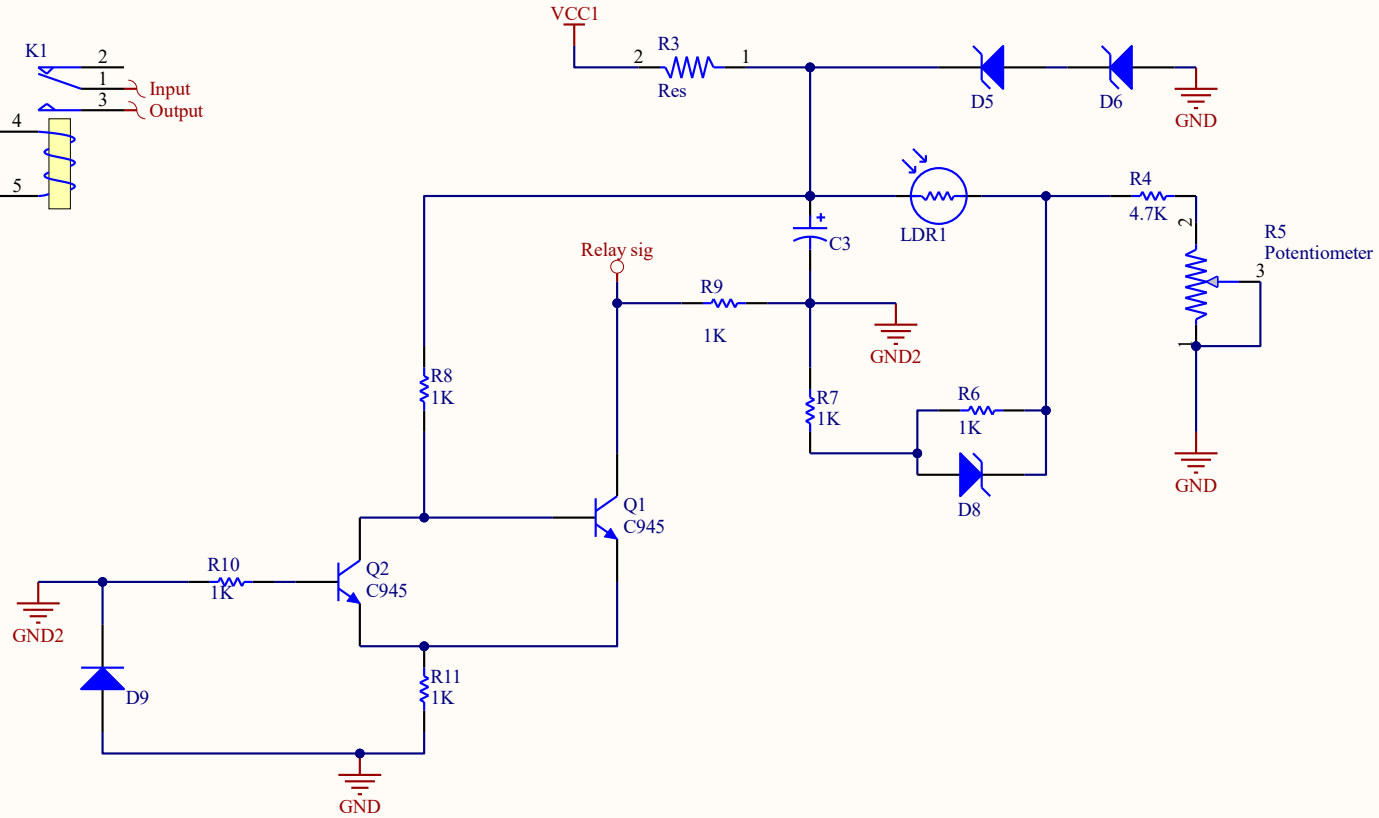 VCC1
K1
2
1
Input
3
Output
4
5
2
R3
1
Res
D5
D6
GND
R4
4.7K
2
R5
Potentiometer
3
1
LDR1
C3
+
Relay sig
R9
1K
GND2
R8
1K
R7
1K
R6
1K
D8
GND
Q1
C945
R10
1K
Q2
C945
GND2
D9
R11
1K
GND